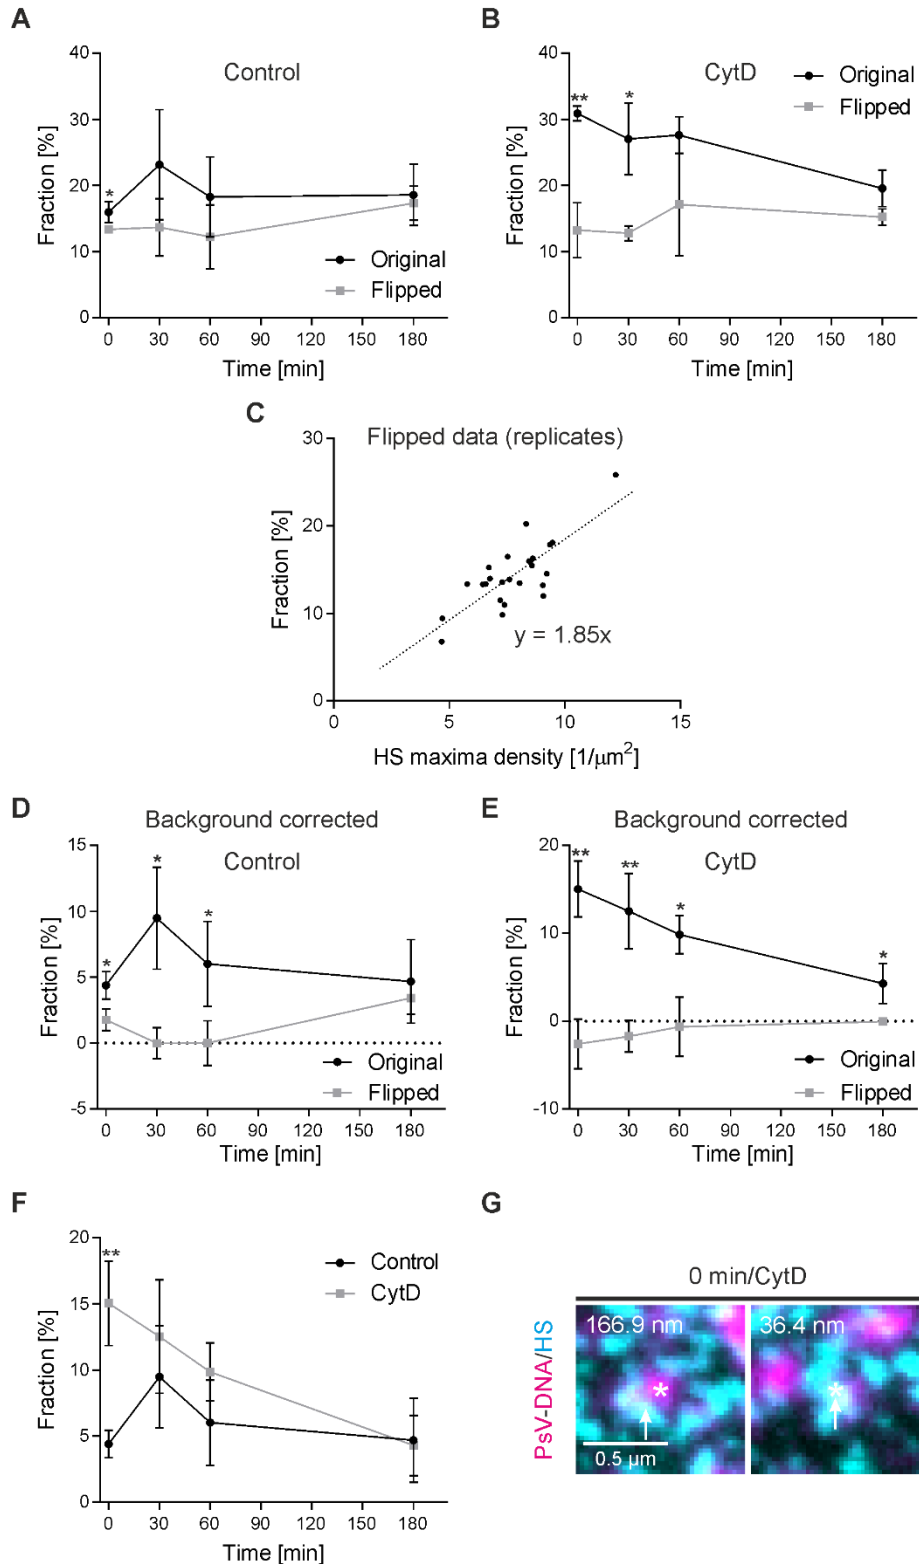 A
Control
40
30
20
10
0
Fraction [%]
*
Original
Flipped
0 30 60 90 120 150 180
Time [min]
B
CytD
Original
Flipped
40
30
20
10
0
Fraction [%]
** *
0 30 60 90 120 150 180
Time [min]
C
Flipped data (replicates)
30
20
10
0
Fraction [%]
y = 1.85x
0 5 10 15
HS maxima density [1/µm²]
D
Background corrected
Control
15
10
5
0
-5
Fraction [%]
* * *
Original
Flipped
0 30 60 90 120 150 180
Time [min]
E
Background corrected
CytD
20
10
0
-10
Fraction [%]
** ** * *
Original
Flipped
0 30 60 90 120 150 180
Time [min]
F
20
15
10
5
0
Fraction [%]
**
Control
CytD
0 30 60 90 120 150 180
Time [min]
G
0 min/CytD
PsV-DNA/HS
166.9 nm
*
0.5 µm
36.4 nm
*